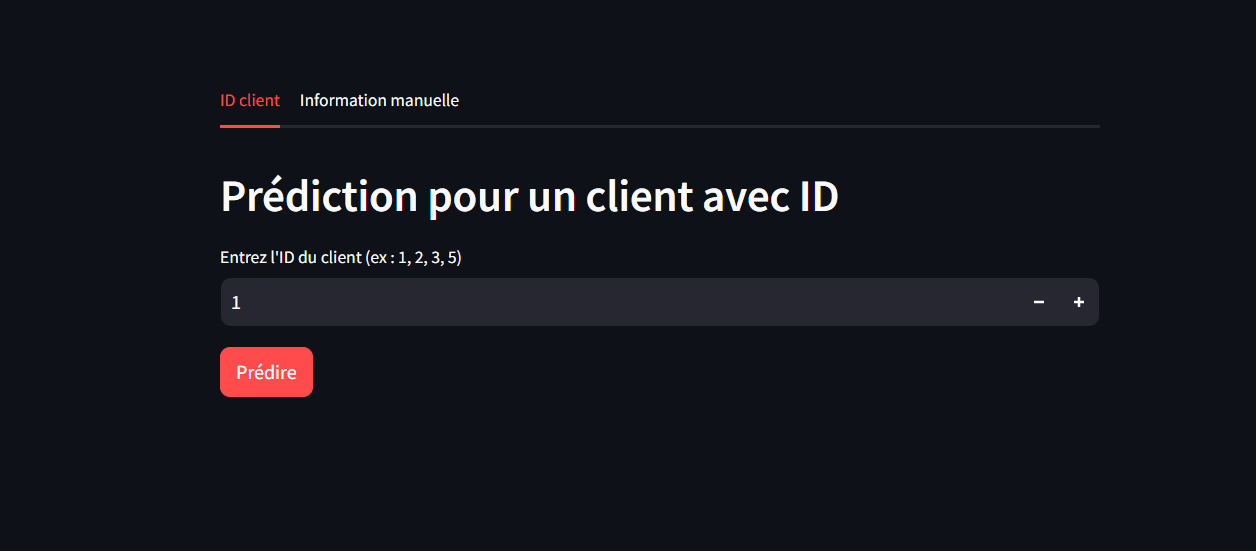 ID client Information manuelle
Prédiction pour un client avec ID
Entrez l'ID du client (ex : 1, 2, 3, 5)
1 − +
Prédire